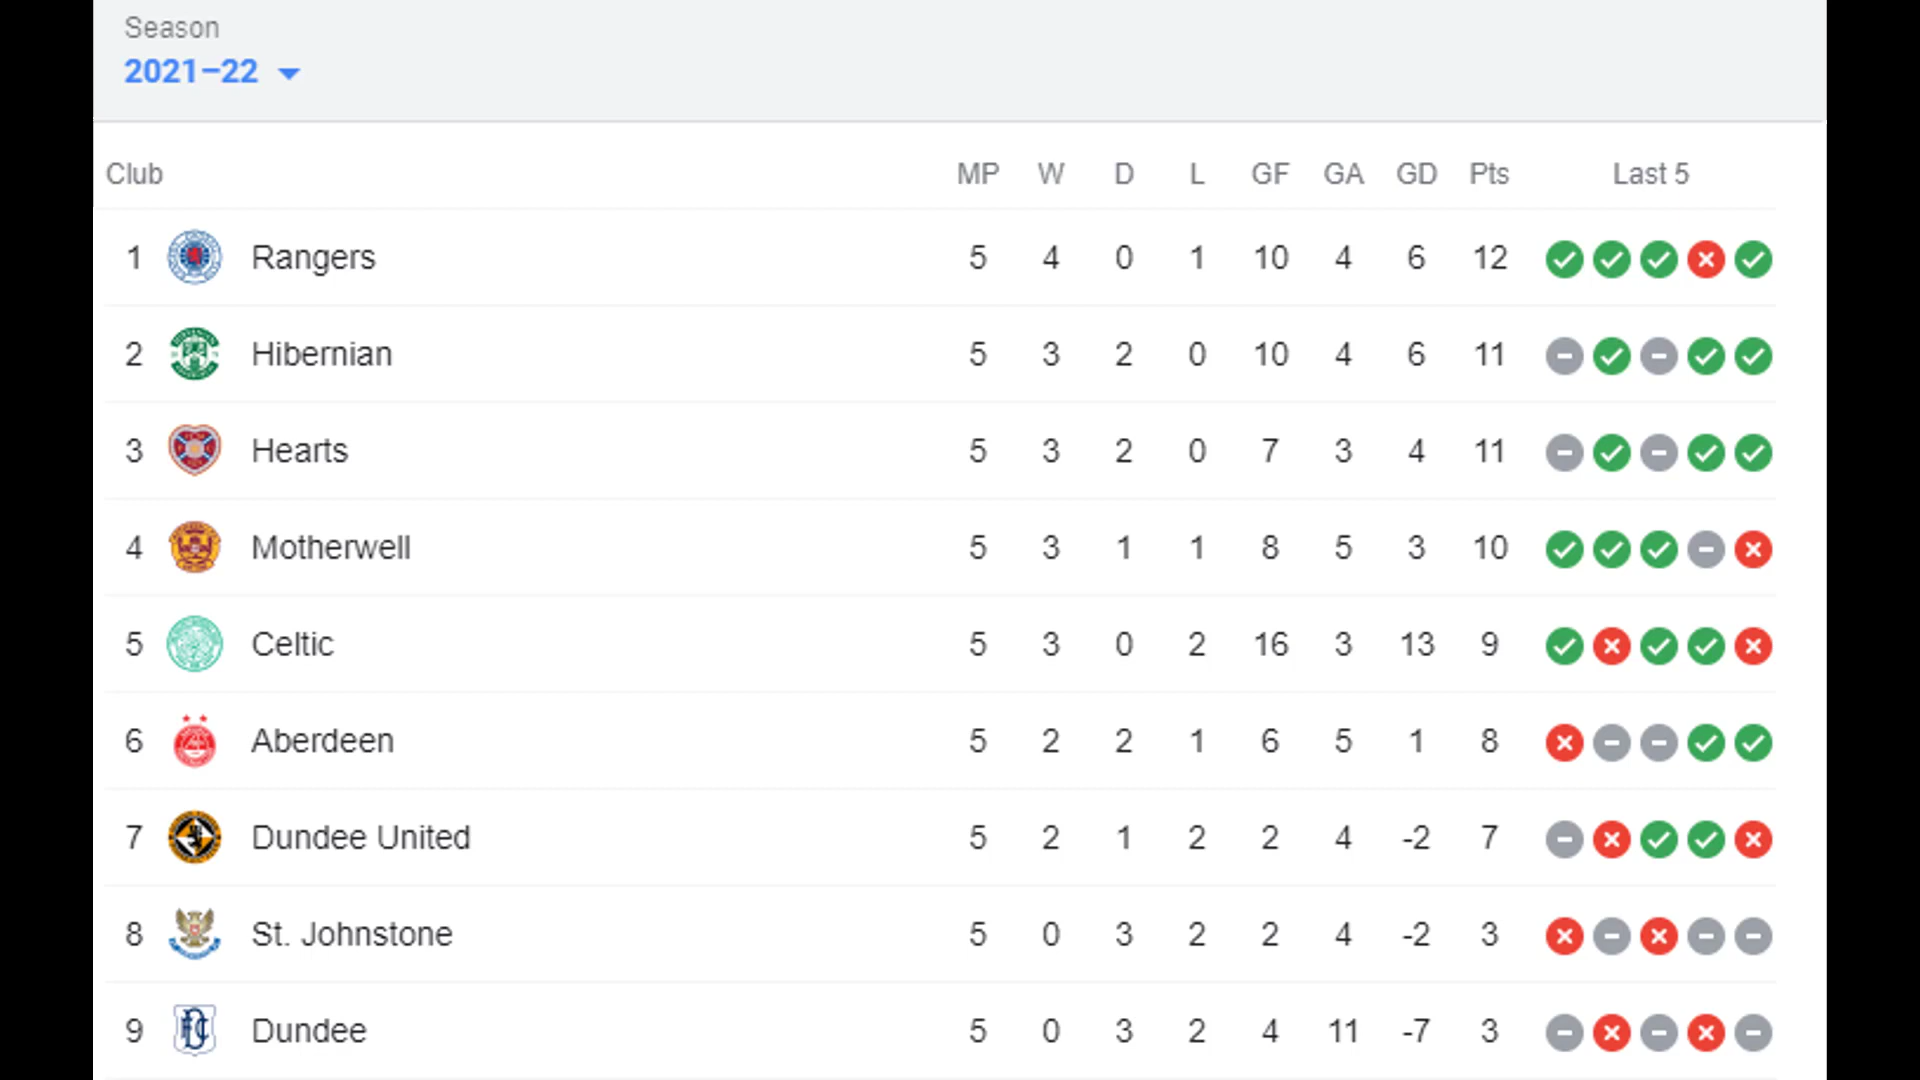 Season
2021–22
Club MP W D L GF GA GD Pts Last 5
1 Rangers 5 4 0 1 10 4 6 12
2 Hibernian 5 3 2 0 10 4 6 11
3 Hearts 5 3 2 0 7 3 4 11
4 Motherwell 5 3 1 1 8 5 3 10
5 Celtic 5 3 0 2 16 3 13 9
6 Aberdeen 5 2 2 1 6 5 1 8
7 Dundee United 5 2 1 2 2 4 -2 7
8 St. Johnstone 5 0 3 2 2 4 -2 3
9 Dundee 5 0 3 2 4 11 -7 3